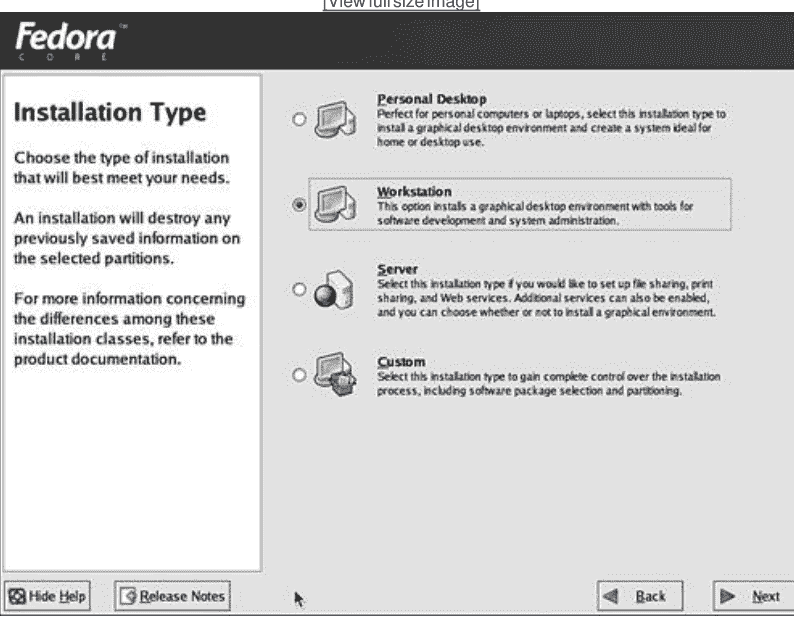 [View full size image]
Fedora™
CORE
Installation Type
Choose the type of installation
that will best meet your needs.
An installation will destroy any
previously saved information on
the selected partitions.
For more information concerning
the differences among these
installation classes, refer to the
product documentation.
Personal Desktop
Perfect for personal computers or laptops, select this installation type to
install a graphical desktop environment and create a system ideal for
home or desktop use.
Workstation
This option installs a graphical desktop environment with tools for
software development and system administration.
Server
Select this installation type if you would like to set up file sharing, print
sharing, and Web services. Additional services can also be enabled,
and you can choose whether or not to install a graphical environment.
Custom
Select this installation type to gain complete control over the installation
process, including software package selection and partitioning.
Hide Help
Release Notes
Back
Next